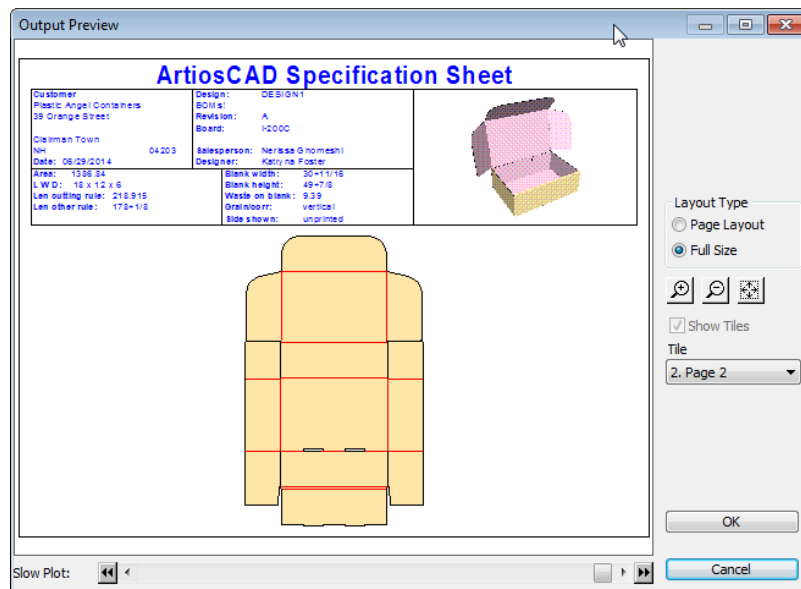 Output Preview
ArtiosCAD Specification Sheet
Customer
Plastic Angel Containers
39 Orange Street
Clairman Town
NH 04203
Date: 06/29/2014
Design: DESIGN1
BOMs:
Revision: A
Board: I-200C
Salesperson: Nerissa Ghomeshi
Designer: Katryna Foster
Area: 1386.84
L W D: 18 x 12 x 6
Len cutting rule: 218.915
Len other rule: 178+1/8
Blank width: 30+11/16
Blank height: 49+7/8
Waste on blank: 9.39
Grain/corr: vertical
Side shown: unprinted
Layout Type
Page Layout
Full Size
Show Tiles
Tile
2. Page 2
OK
Cancel
Slow Plot: